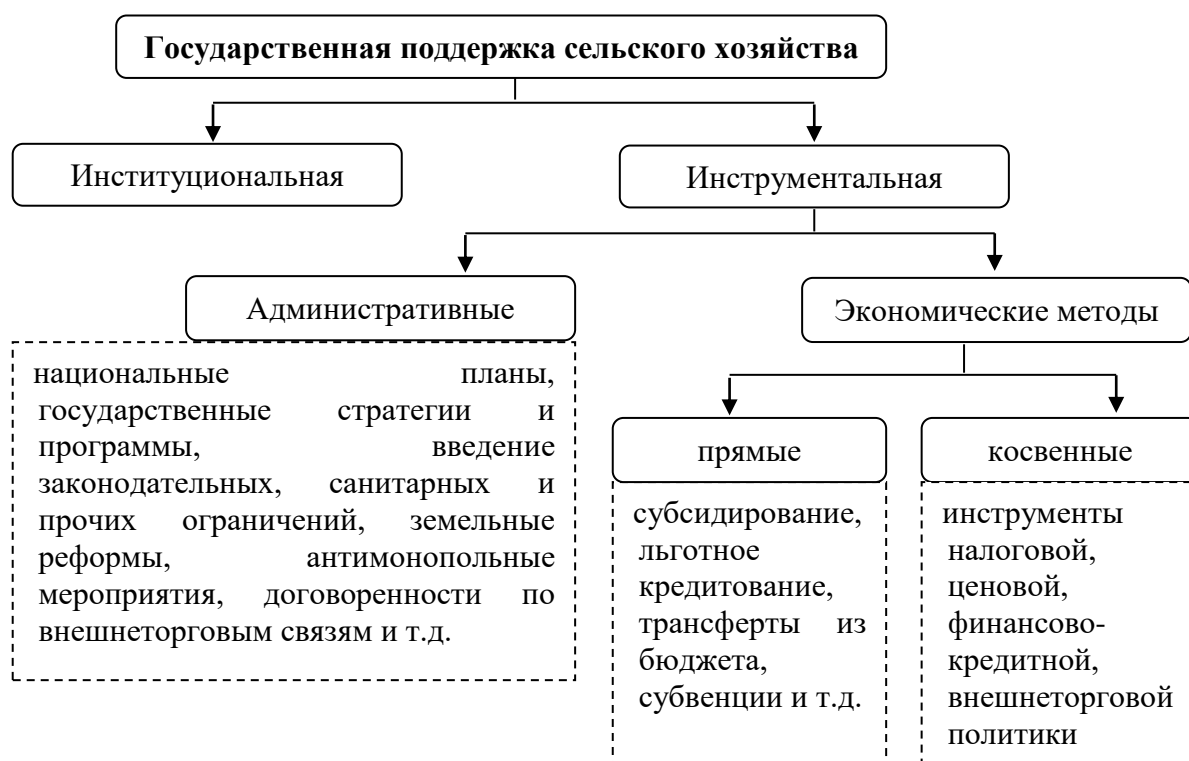 Государственная поддержка сельского хозяйства
Институциональная
Инструментальная
Административные
Экономические методы
национальные планы,
государственные стратегии и
программы, введение
законодательных, санитарных и
прочих ограничений, земельные
реформы, антимонопольные
мероприятия, договоренности по
внешнеторговым связям и т.д.
прямые
косвенные
субсидирование,
льготное
кредитование,
трансферты из
бюджета,
субвенции и т.д.
инструменты
налоговой,
ценовой,
финансово-
кредитной,
внешнеторговой
политики